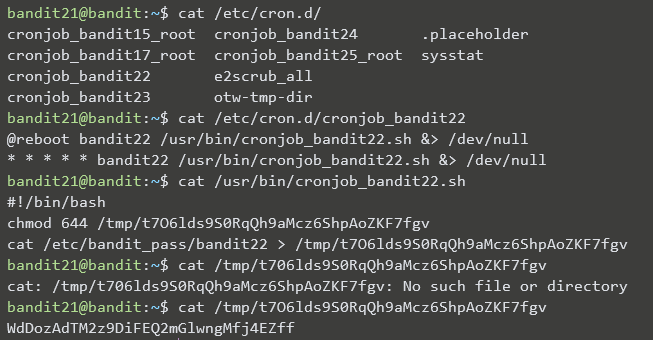 bandit21@bandit:~$ cat /etc/cron.d/
cronjob_bandit15_root  cronjob_bandit24       .placeholder
cronjob_bandit17_root  cronjob_bandit25_root  sysstat
cronjob_bandit22       e2scrub_all
cronjob_bandit23       otw-tmp-dir
bandit21@bandit:~$ cat /etc/cron.d/cronjob_bandit22
@reboot bandit22 /usr/bin/cronjob_bandit22.sh &> /dev/null
* * * * * bandit22 /usr/bin/cronjob_bandit22.sh &> /dev/null
bandit21@bandit:~$ cat /usr/bin/cronjob_bandit22.sh
#!/bin/bash
chmod 644 /tmp/t7O6lds9S0RqQh9aMcz6ShpAoZKF7fgv
cat /etc/bandit_pass/bandit22 > /tmp/t7O6lds9S0RqQh9aMcz6ShpAoZKF7fgv
bandit21@bandit:~$ cat /tmp/t706lds9S0RqQh9aMcz6ShpAoZKF7fgv
cat: /tmp/t706lds9S0RqQh9aMcz6ShpAoZKF7fgv: No such file or directory
bandit21@bandit:~$ cat /tmp/t7O6lds9S0RqQh9aMcz6ShpAoZKF7fgv
WdDozAdTM2z9DiFEQ2mGlwngMfj4EZff